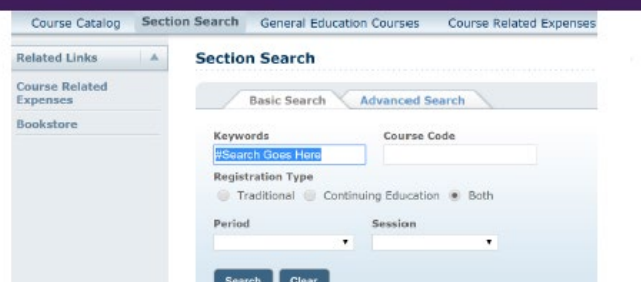 Course Catalog Section Search General Education Courses Course Related Expenses
Related Links
Course Related
Expenses
Bookstore
Section Search
Basic Search Advanced Search
Keywords Course Code
#Search Goes Here
Registration Type
Traditional Continuing Education Both
Period Session
Search Clear